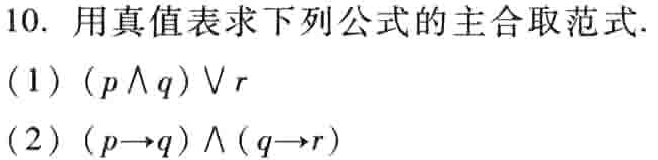 10. 用真值表求下列公式的主合取范式.
(1) (p∧q)∨r
(2) (p→q)∧(q→r)